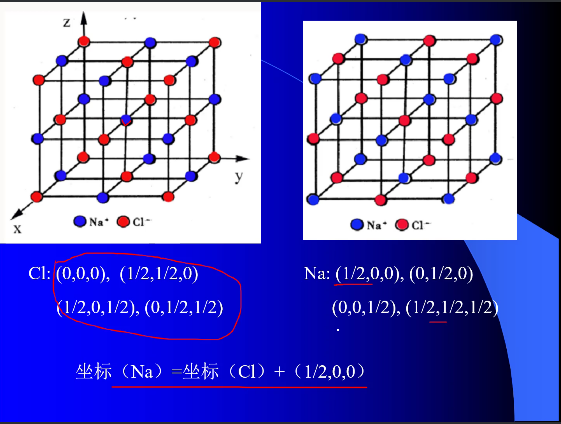 z
y
x
Na⁺ Cl⁻
Na⁺ Cl⁻
Cl: (0,0,0), (1/2,1/2,0)
(1/2,0,1/2), (0,1/2,1/2)
Na: (1/2,0,0), (0,1/2,0)
(0,0,1/2), (1/2,1/2,1/2)
坐标（Na）=坐标（Cl）+（1/2,0,0）